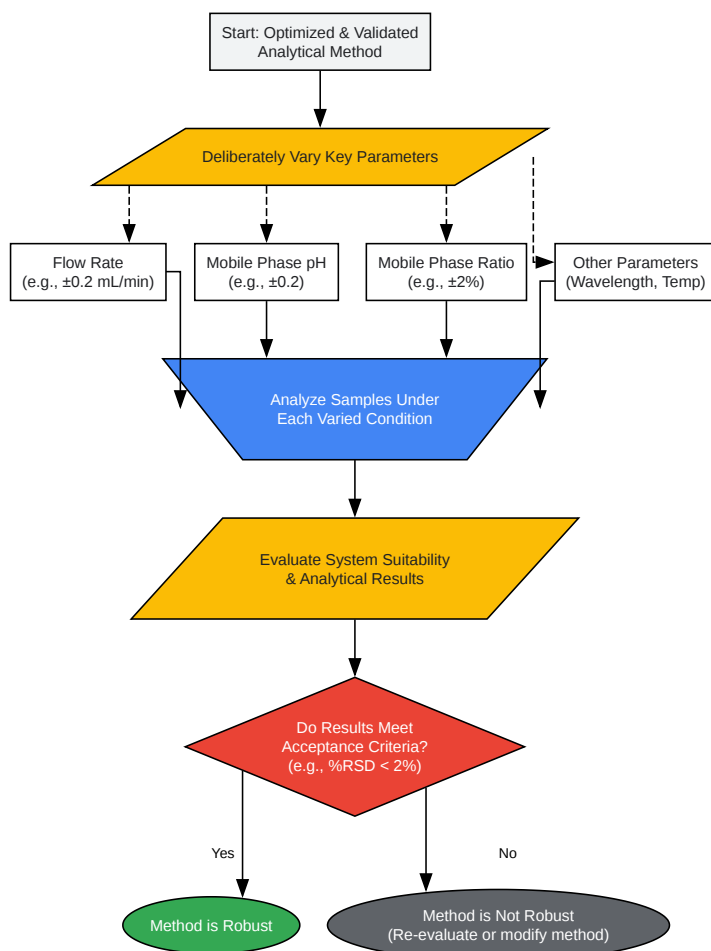 Start: Optimized & Validated
Analytical Method
Deliberately Vary Key Parameters
Flow Rate
(e.g., ±0.2 mL/min)
Mobile Phase pH
(e.g., ±0.2)
Mobile Phase Ratio
(e.g., ±2%)
Other Parameters
(Wavelength, Temp)
Analyze Samples Under
Each Varied Condition
Evaluate System Suitability
& Analytical Results
Do Results Meet
Acceptance Criteria?
(e.g., %RSD < 2%)
Yes
No
Method is Robust
Method is Not Robust
(Re-evaluate or modify method)